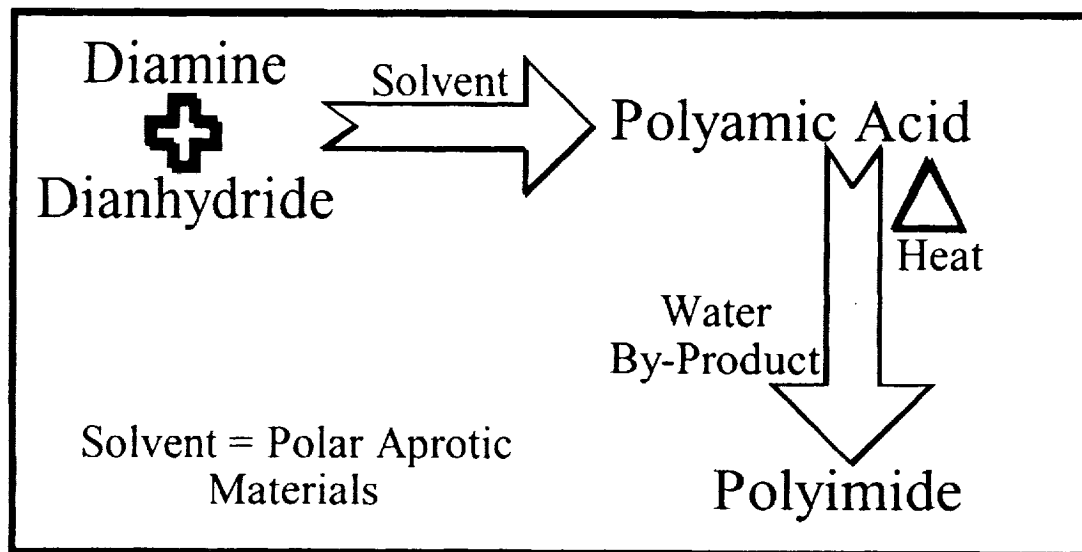 Diamine
Dianhydride
Solvent
Polyamic Acid
Heat
Water
By-Product
Polyimide
Solvent = Polar Aprotic
Materials